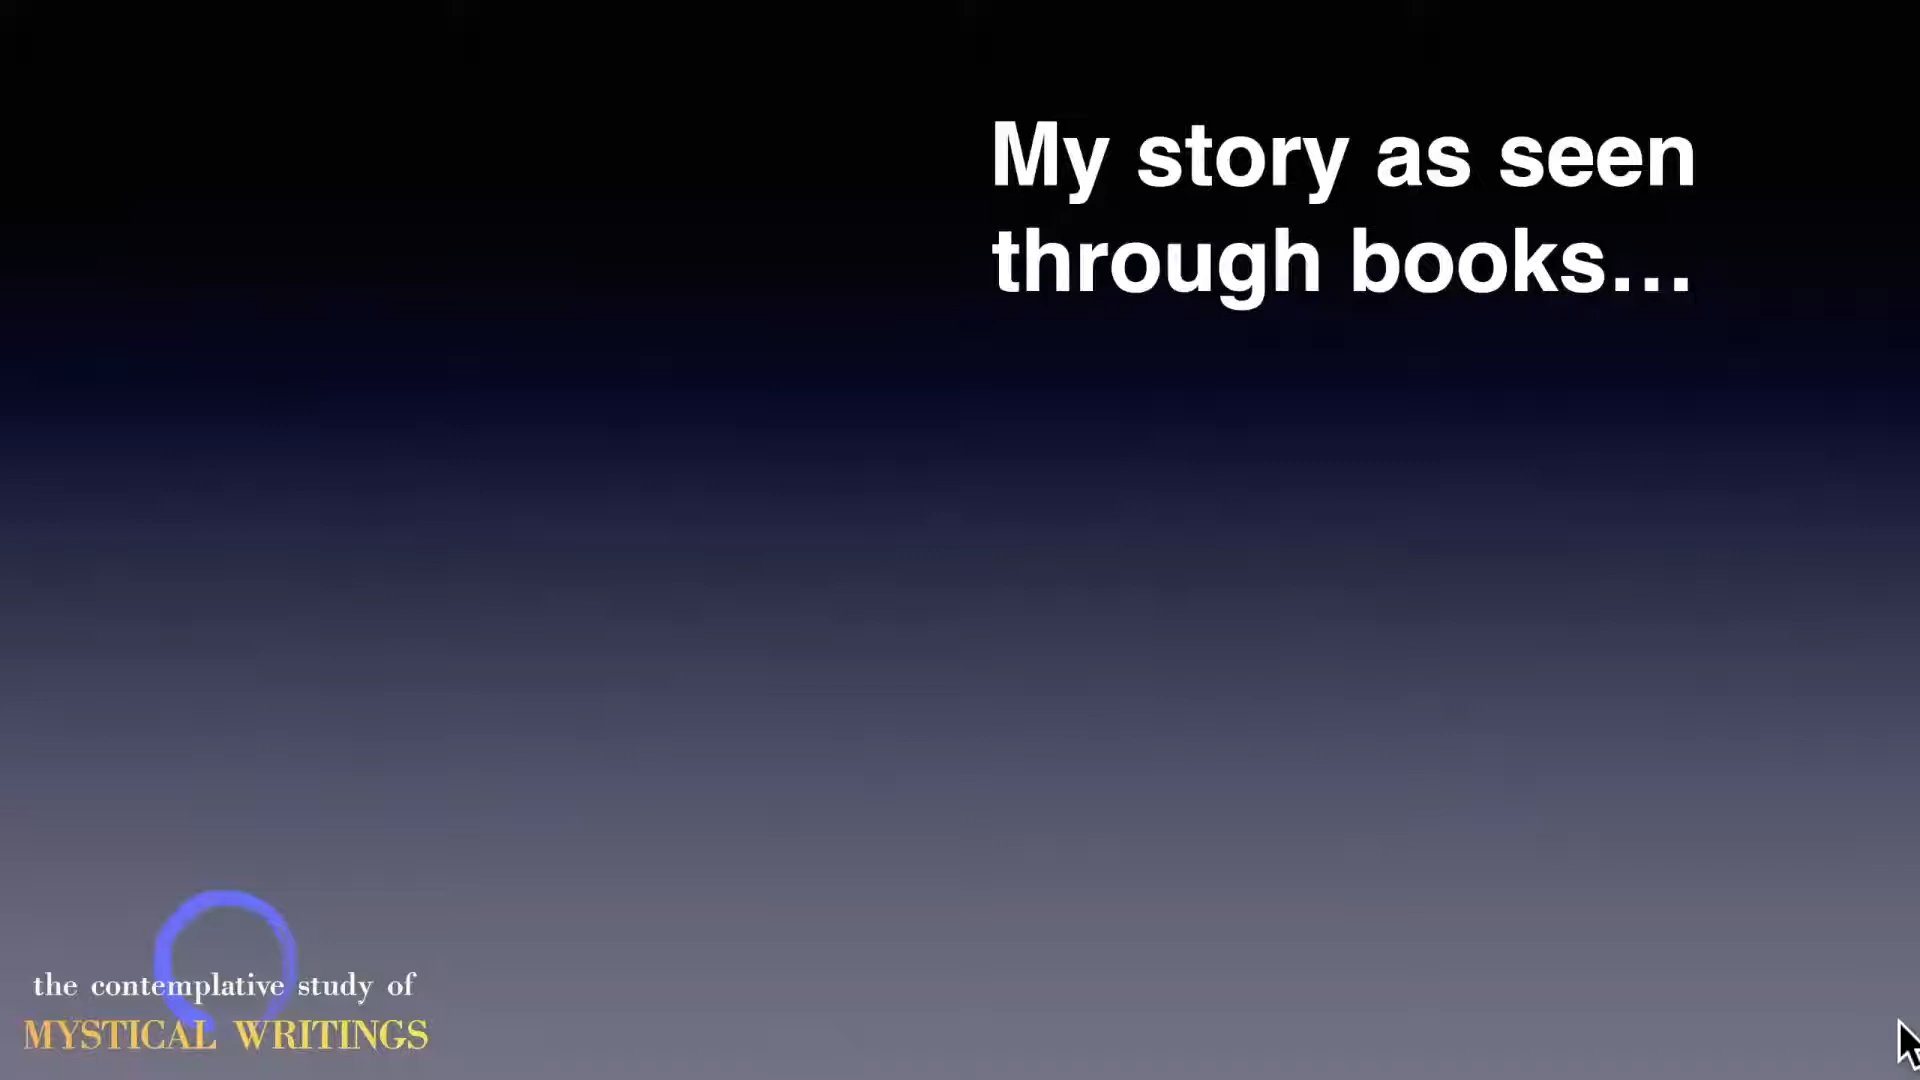 My story as seen
through books…
the contemplative study of
MYSTICAL WRITINGS